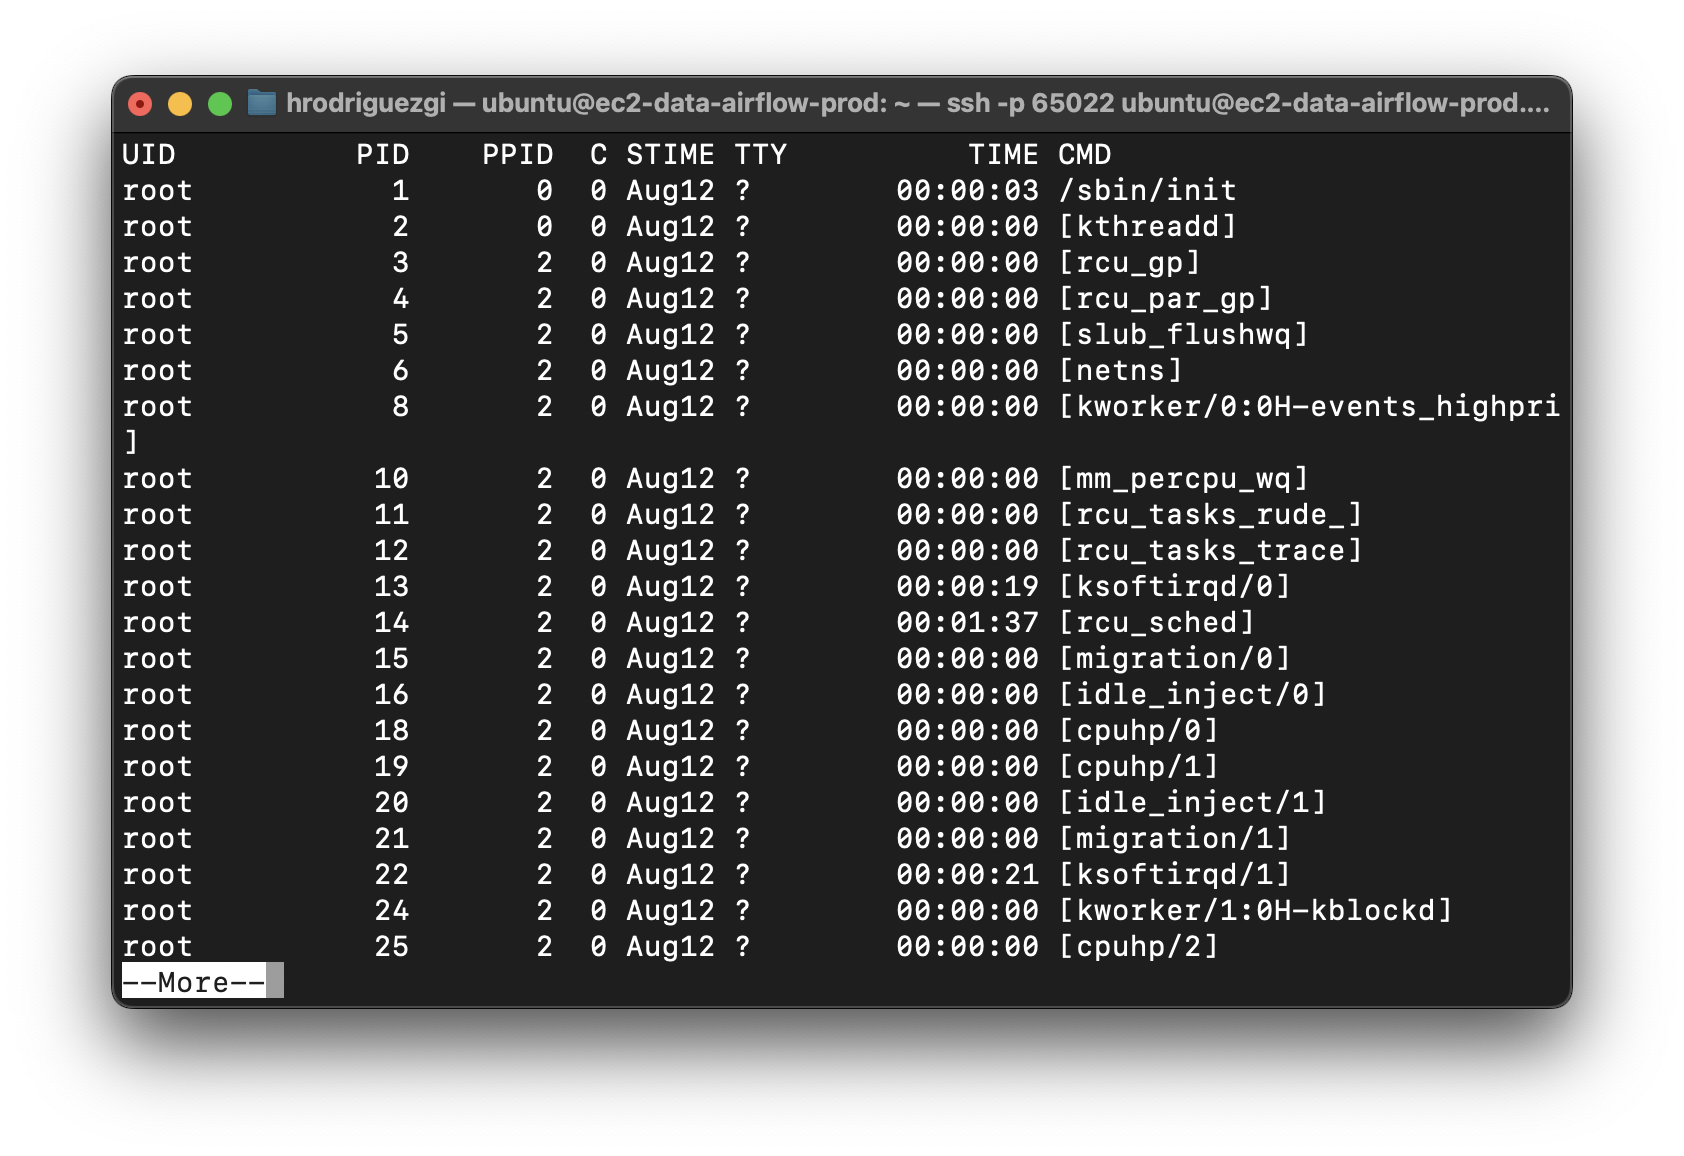 hrodriguezgi — ubuntu@ec2-data-airflow-prod: ~ — ssh -p 65022 ubuntu@ec2-data-airflow-prod....
UID          PID    PPID  C STIME TTY          TIME CMD
root           1       0  0 Aug12 ?        00:00:03 /sbin/init
root           2       0  0 Aug12 ?        00:00:00 [kthreadd]
root           3       2  0 Aug12 ?        00:00:00 [rcu_gp]
root           4       2  0 Aug12 ?        00:00:00 [rcu_par_gp]
root           5       2  0 Aug12 ?        00:00:00 [slub_flushwq]
root           6       2  0 Aug12 ?        00:00:00 [netns]
root           8       2  0 Aug12 ?        00:00:00 [kworker/0:0H-events_highpri
]
root          10       2  0 Aug12 ?        00:00:00 [mm_percpu_wq]
root          11       2  0 Aug12 ?        00:00:00 [rcu_tasks_rude_]
root          12       2  0 Aug12 ?        00:00:00 [rcu_tasks_trace]
root          13       2  0 Aug12 ?        00:00:19 [ksoftirqd/0]
root          14       2  0 Aug12 ?        00:01:37 [rcu_sched]
root          15       2  0 Aug12 ?        00:00:00 [migration/0]
root          16       2  0 Aug12 ?        00:00:00 [idle_inject/0]
root          18       2  0 Aug12 ?        00:00:00 [cpuhp/0]
root          19       2  0 Aug12 ?        00:00:00 [cpuhp/1]
root          20       2  0 Aug12 ?        00:00:00 [idle_inject/1]
root          21       2  0 Aug12 ?        00:00:00 [migration/1]
root          22       2  0 Aug12 ?        00:00:21 [ksoftirqd/1]
root          24       2  0 Aug12 ?        00:00:00 [kworker/1:0H-kblockd]
root          25       2  0 Aug12 ?        00:00:00 [cpuhp/2]
--More--